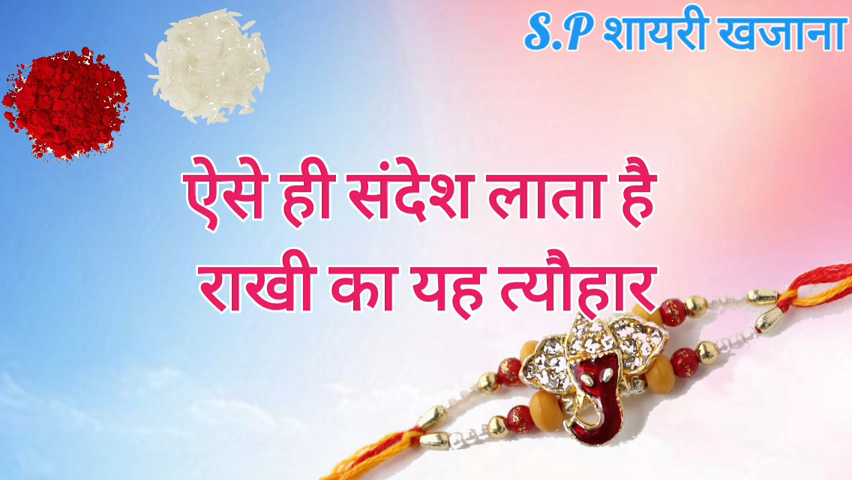 S.P शायरी खजाना
ऐसे ही संदेश लाता है
राखी का यह त्यौहार